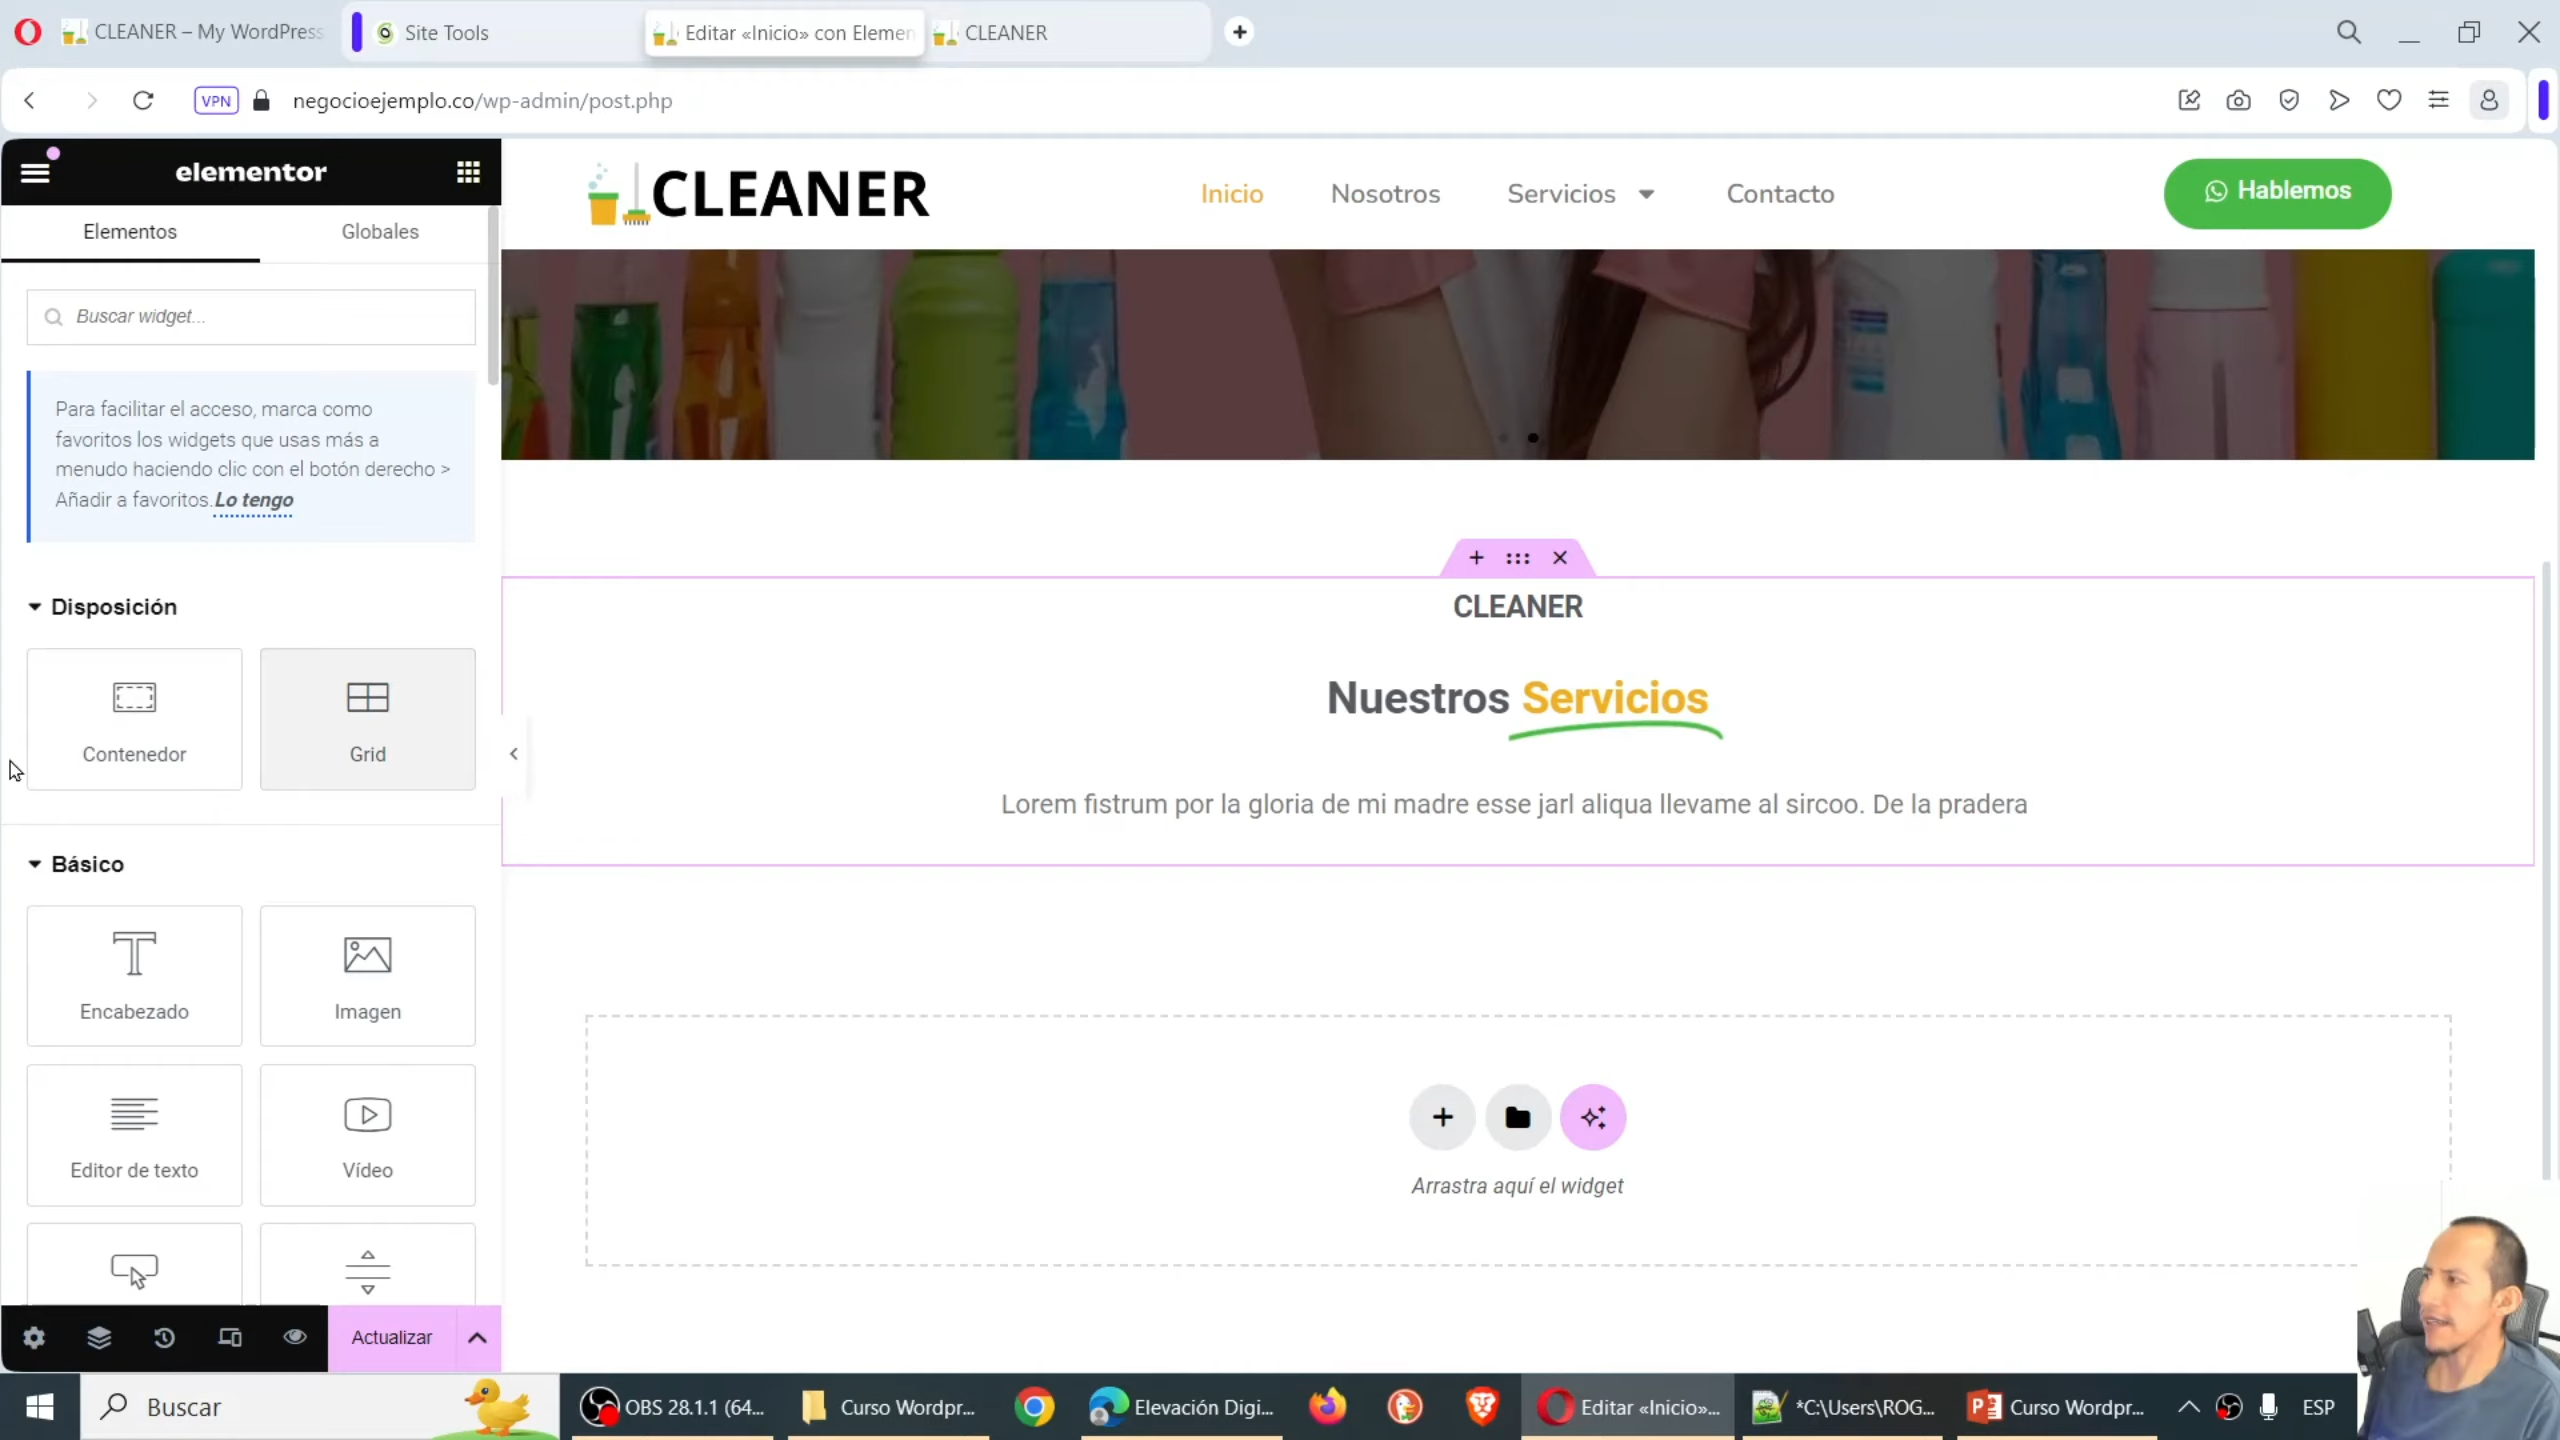 CLEANER – My WordPress
Site Tools
Editar «Inicio» con Elemen
CLEANER
VPN
negocioejemplo.co/wp-admin/post.php
elementor
CLEANER
Inicio
Nosotros
Servicios
Contacto
Hablemos
Elementos
Globales
Buscar widget...
Para facilitar el acceso, marca como
favoritos los widgets que usas más a
menudo haciendo clic con el botón derecho >
Añadir a favoritos. Lo tengo
Disposición
CLEANER
Contenedor
Grid
Nuestros Servicios
Lorem fistrum por la gloria de mi madre esse jarl aliqua llevame al sircoo. De la pradera
Básico
Encabezado
Imagen
Editor de texto
Vídeo
Arrastra aquí el widget
Actualizar
Buscar
OBS 28.1.1 (64...
Curso Wordpr...
Elevación Digi...
Editar «Inicio»...
*C:\Users\ROG...
Curso Wordpr...
ESP